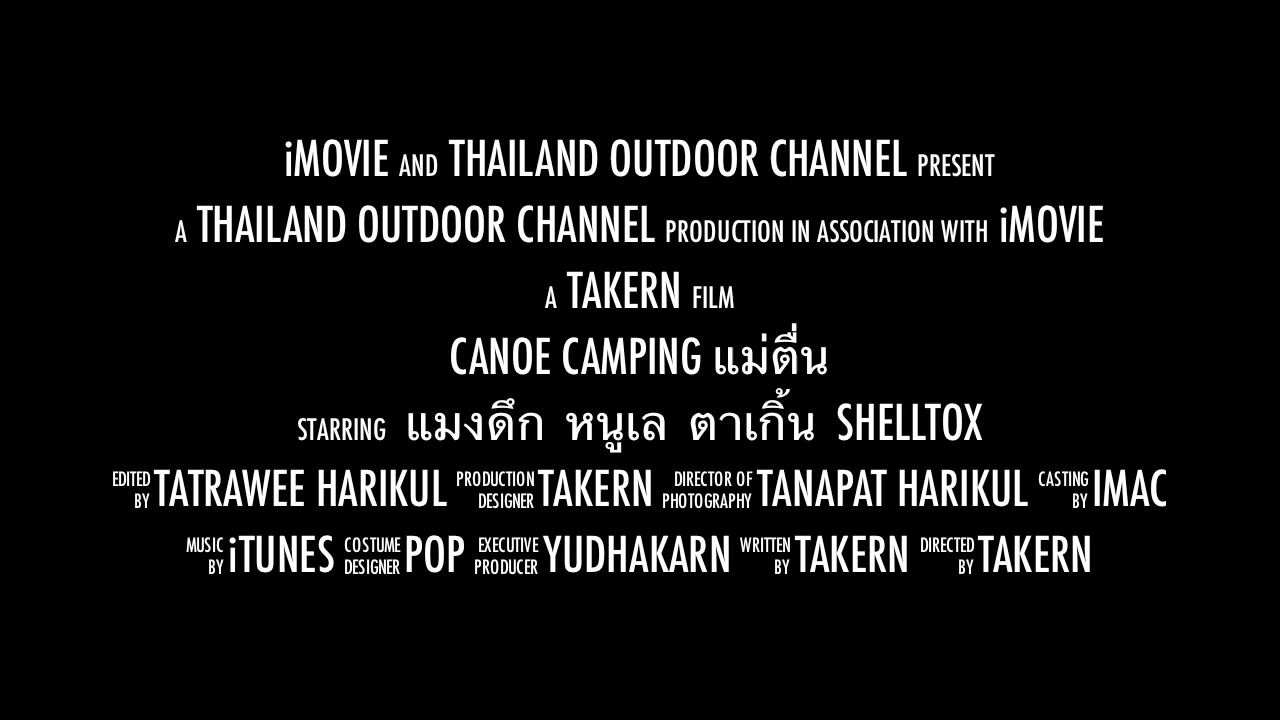 iMOVIE AND THAILAND OUTDOOR CHANNEL PRESENT
A THAILAND OUTDOOR CHANNEL PRODUCTION IN ASSOCIATION WITH iMOVIE
A TAKERN FILM
CANOE CAMPING แม่ตื่น
STARRING แมงดึก หนูเล ตาเกิ้น SHELLTOX
EDITED BY TATRAWEE HARIKUL PRODUCTION DESIGNER TAKERN DIRECTOR OF PHOTOGRAPHY TANAPAT HARIKUL CASTING BY IMAC
MUSIC BY iTUNES COSTUME DESIGNER POP EXECUTIVE PRODUCER YUDHAKARN WRITTEN BY TAKERN DIRECTED BY TAKERN